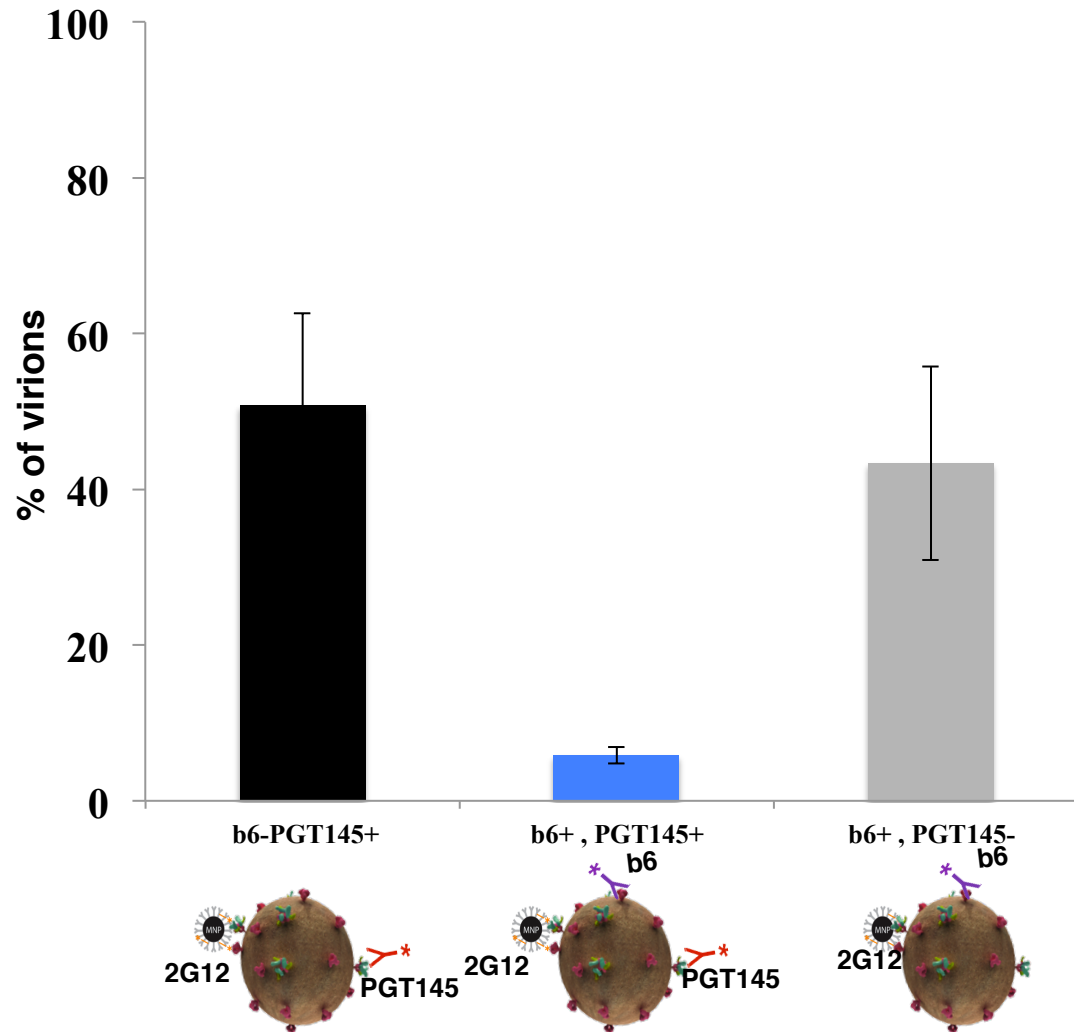 100
80
60
40
20
0
% of virions
b6-PGT145+
b6+ , PGT145+
b6+ , PGT145-
* b6
* b6
MNP
MNP
MNP
2G12
*
PGT145
2G12
*
PGT145
2G12